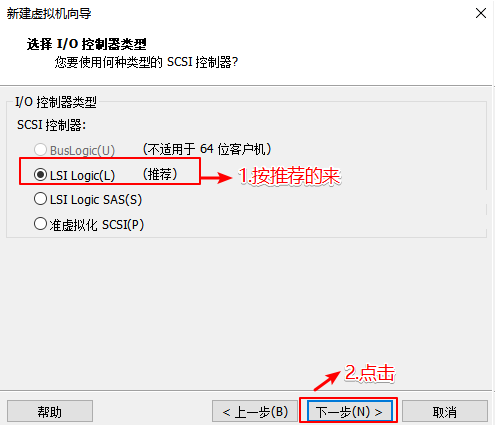 新建虚拟机向导
选择 I/O 控制器类型
您要使用何种类型的 SCSI 控制器?
I/O 控制器类型
SCSI 控制器:
BusLogic(U) (不适用于 64 位客户机)
LSI Logic(L) (推荐) 1.按推荐的来
LSI Logic SAS(S)
准虚拟化 SCSI(P)
2.点击
帮助 < 上一步(B) 下一步(N) > 取消